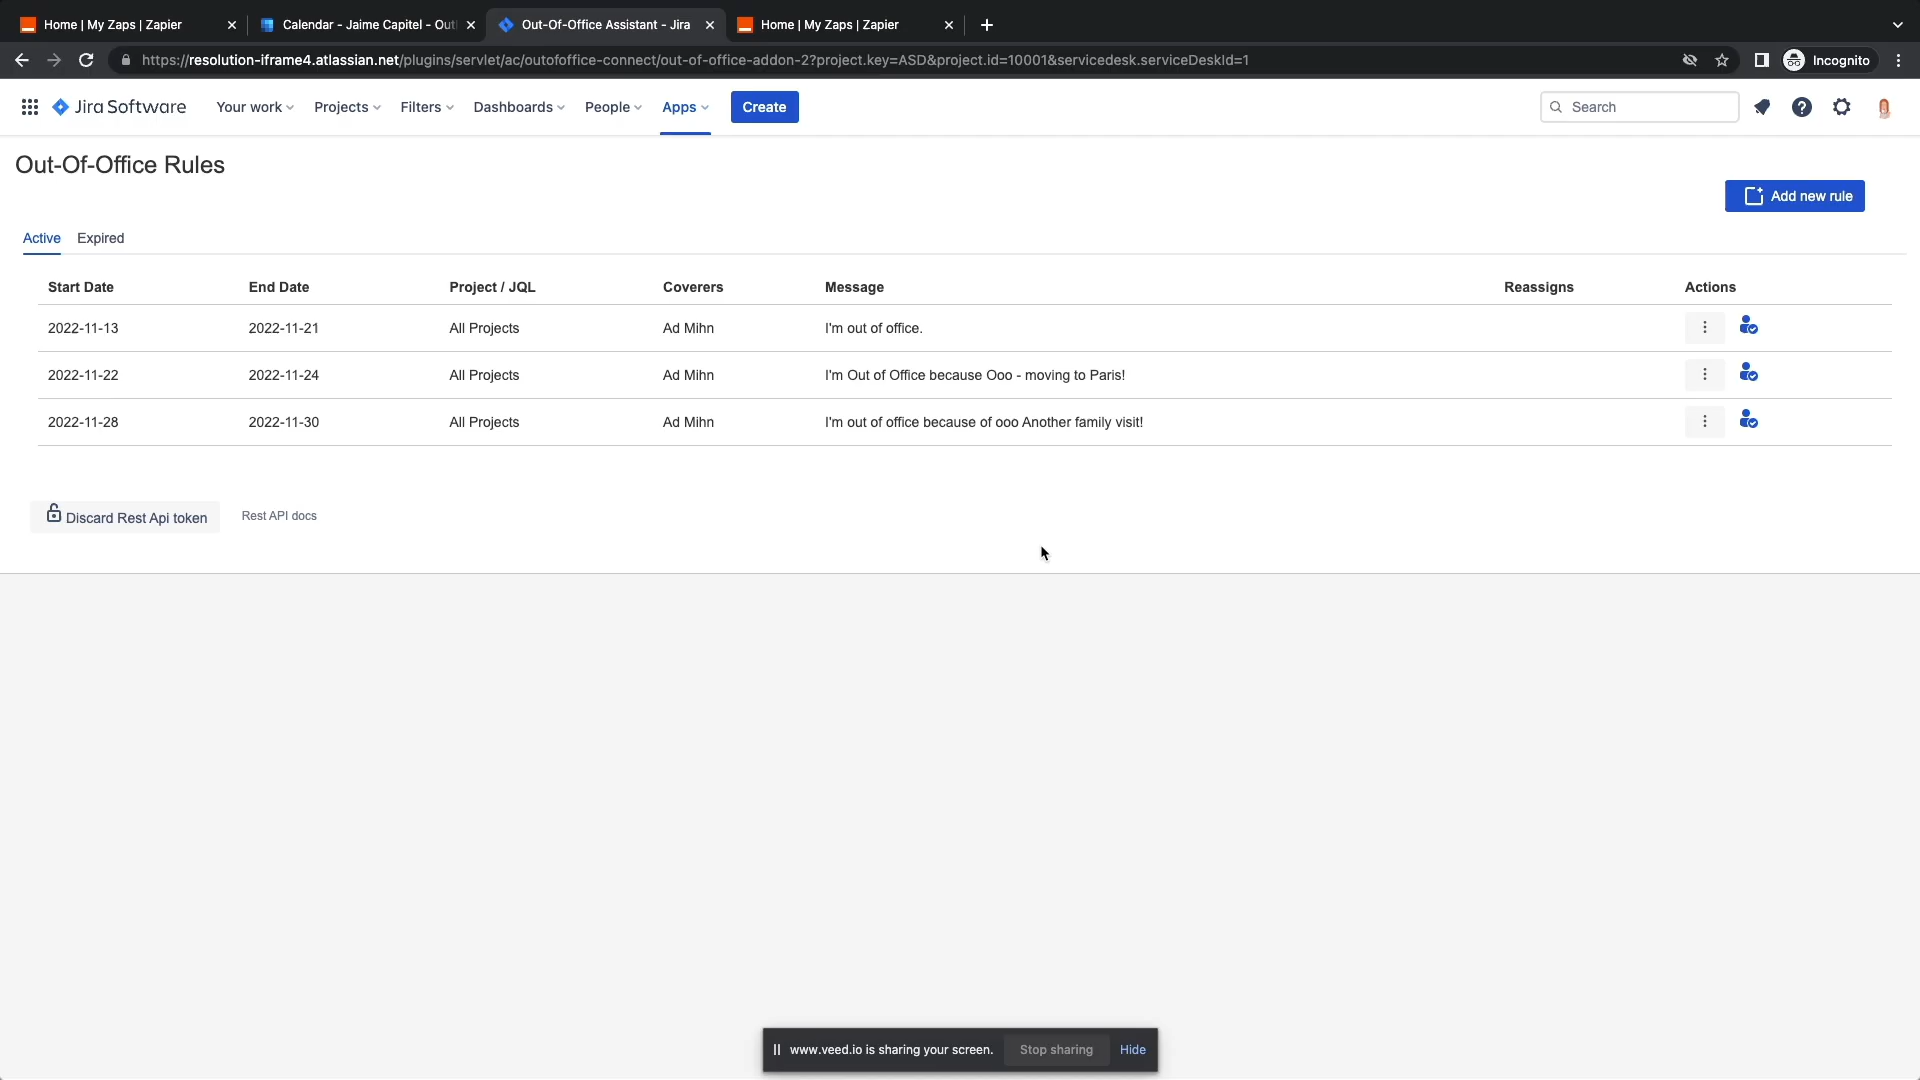 Home | My Zaps | Zapier
Calendar - Jaime Capitel - Outl
Out-Of-Office Assistant - Jira
Home | My Zaps | Zapier
https://resolution-iframe4.atlassian.net/plugins/servlet/ac/outofoffice-connect/out-of-office-addon-2?project.key=ASD&project.id=10001&servicedesk.serviceDeskId=1
Incognito
Jira Software Your work Projects Filters Dashboards People Apps Create Search
Out-Of-Office Rules
Add new rule
Active Expired
Start Date End Date Project / JQL Coverers Message Reassigns Actions
2022-11-13 2022-11-21 All Projects Ad Mihn I'm out of office.
2022-11-22 2022-11-24 All Projects Ad Mihn I'm Out of Office because Ooo - moving to Paris!
2022-11-28 2022-11-30 All Projects Ad Mihn I'm out of office because of ooo Another family visit!
Discard Rest Api token Rest API docs
www.veed.io is sharing your screen. Stop sharing Hide